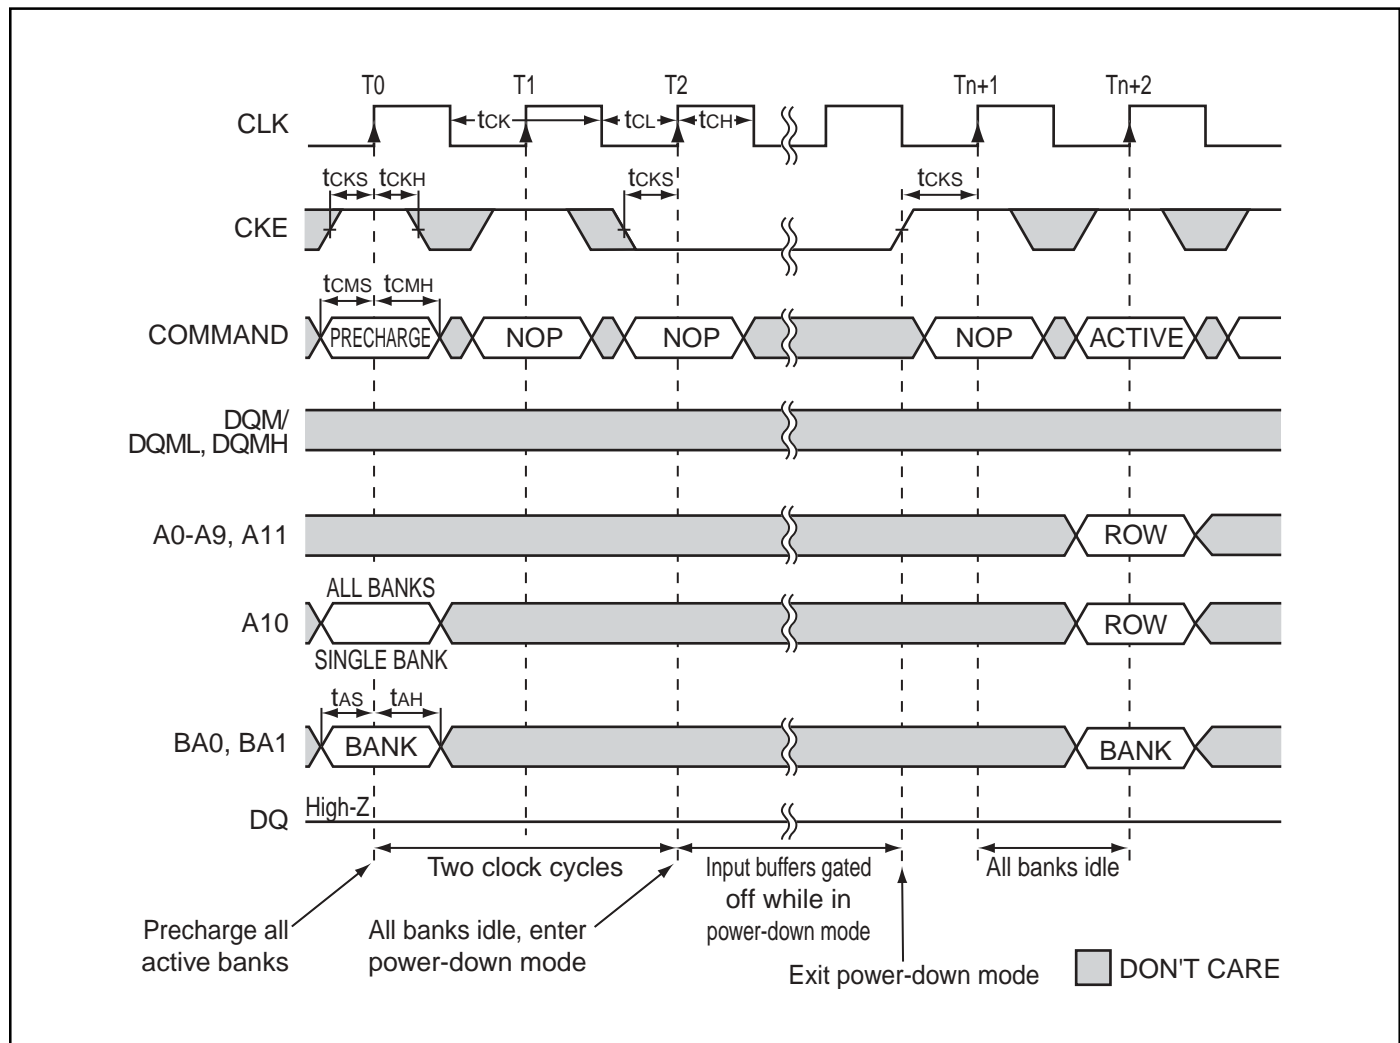 T0 T1 T2 Tn+1 Tn+2
CLK tCK tCL tCH
tCKS tCKH tCKS tCKS
CKE
tCMS tCMH
COMMAND PRECHARGE NOP NOP NOP ACTIVE
DQM/
DQML, DQMH
A0-A9, A11 ROW
ALL BANKS
A10 ROW
SINGLE BANK
tAS tAH
BA0, BA1 BANK BANK
DQ High-Z
Two clock cycles
Input buffers gated
off while in
power-down mode
All banks idle
Precharge all
active banks
All banks idle, enter
power-down mode
Exit power-down mode
DON'T CARE